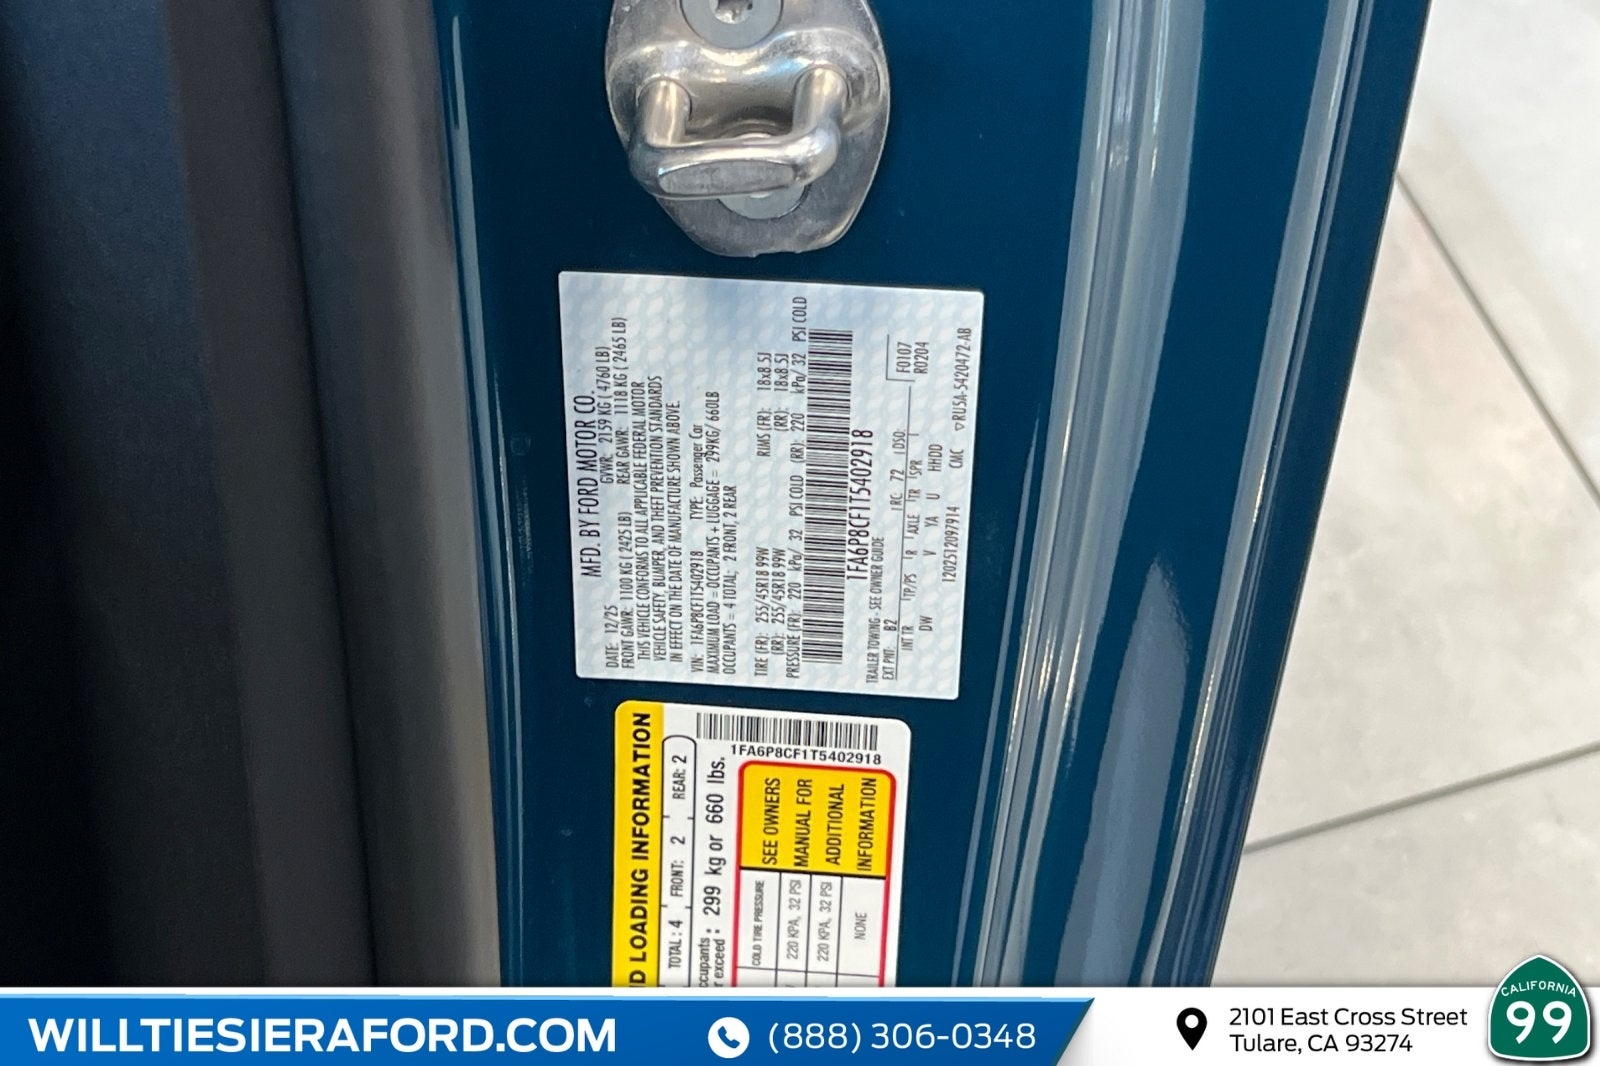 MFD. BY FORD MOTOR CO.
DATE: 12/25 GVWR: 2159 KG ( 4760 LB)
FRONT GAWR: 1100 KG ( 2425 LB) REAR GAWR: 1118 KG ( 2465 LB)
THIS VEHICLE CONFORMS TO ALL APPLICABLE FEDERAL MOTOR
VEHICLE SAFETY, BUMPER, AND THEFT PREVENTION STANDARDS
IN EFFECT ON THE DATE OF MANUFACTURE SHOWN ABOVE.
VIN: 1FA6P8CF1T5402918 TYPE: Passenger Car
MAXIMUM LOAD = OCCUPANTS + LUGGAGE = 299KG/ 660LB
OCCUPANTS = 4 TOTAL; 2 FRONT, 2 REAR
TIRE (FR): 255/45R18 99W RIMS (FR): 18x8.5J
(RR): 255/45R18 99W (RR): 18x8.5J
PRESSURE (FR): 220 kPa/ 32 PSI COLD (RR): 220 kPa/ 32 PSI COLD
1FA6P8CF1T5402918
TRAILER TOWING - SEE OWNER GUIDE
EXT PNT: B2 RC: 72 DSO: F0107
R0204
INT TR TP/PS R AXLE TR SPR
DW V YA U HHDD
1202512097914 CMC ▽RU5A-5420472-AB
D LOADING INFORMATION
TOTAL: 4 FRONT: 2 REAR: 2
ccupants : 299 kg or 660 lbs.
r exceed :
1FA6P8CF1T5402918
COLD TIRE PRESSURE
220 KPA, 32 PSI
220 KPA, 32 PSI
NONE
SEE OWNERS
MANUAL FOR
ADDITIONAL
INFORMATION
WILLTIESIERAFORD.COM
(888) 306-0348
2101 East Cross Street
Tulare, CA 93274
CALIFORNIA
99